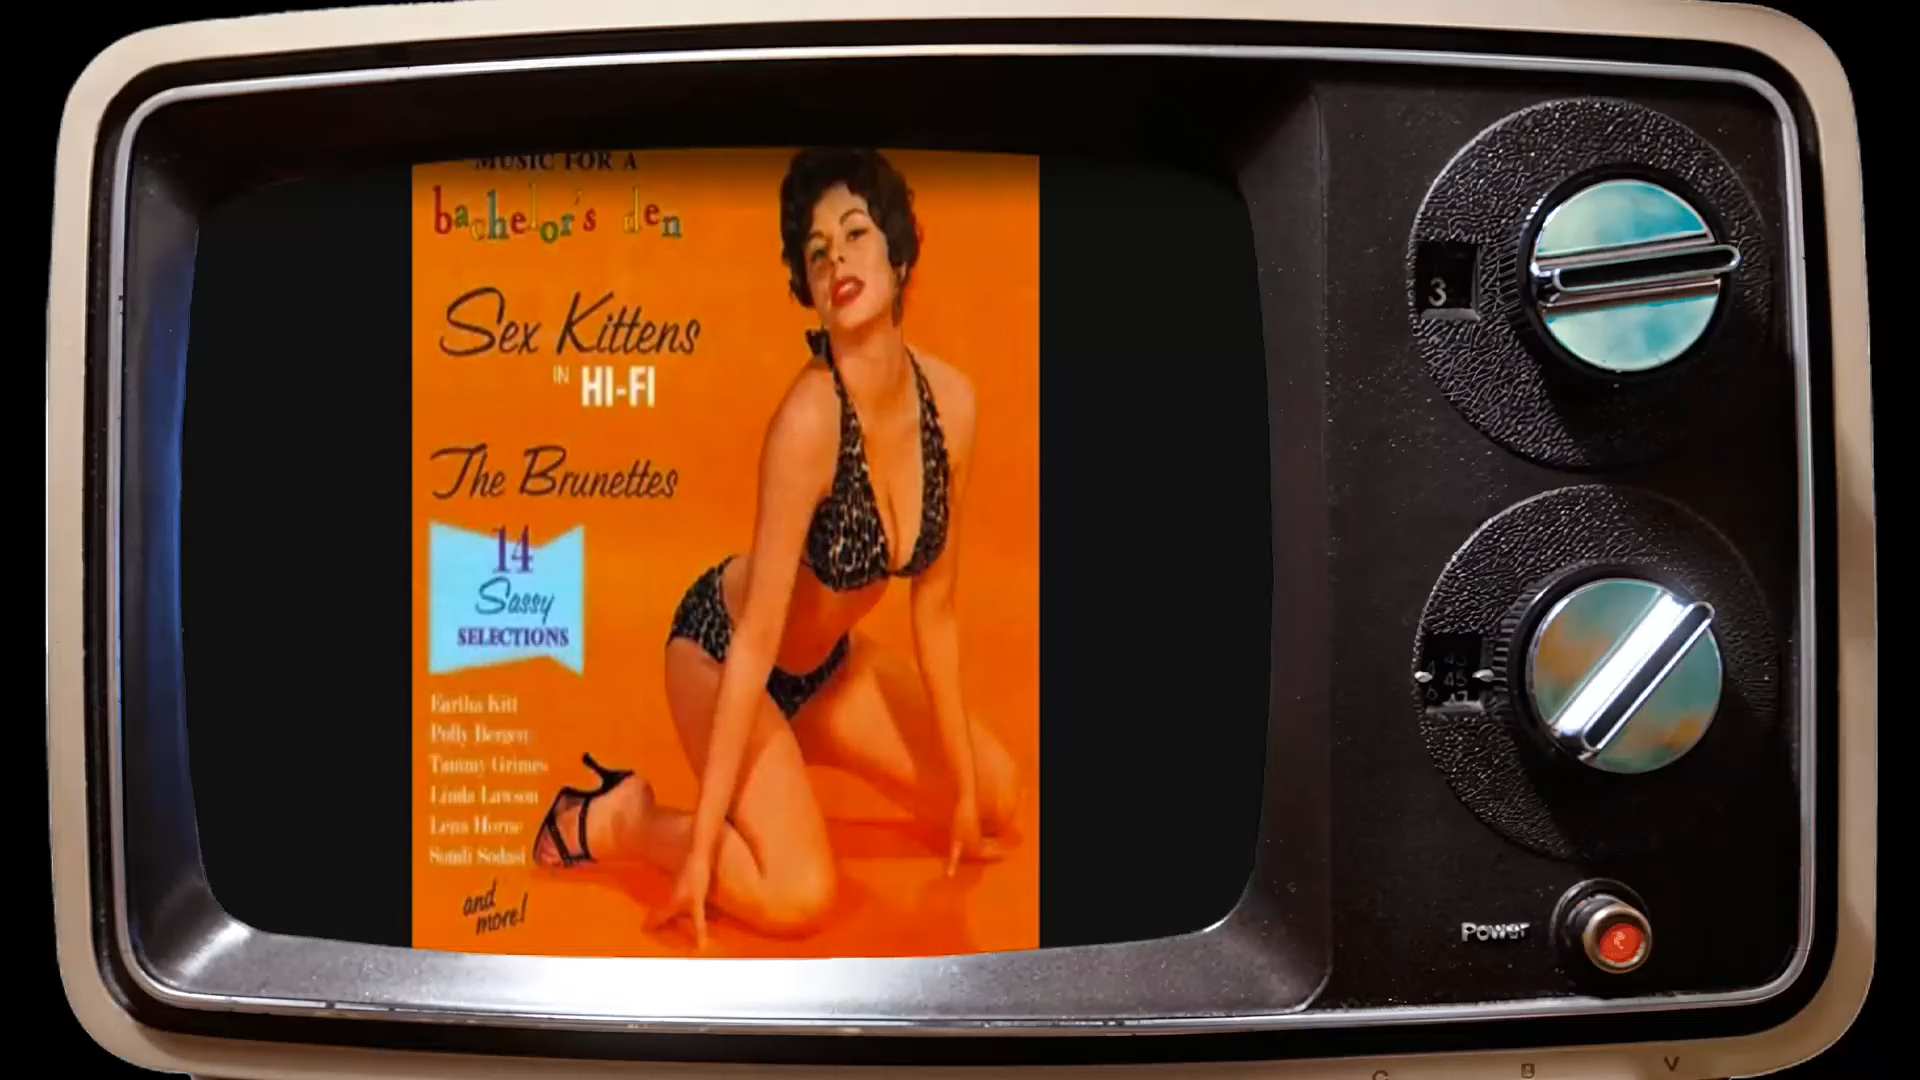 MUSIC FOR A
bachelor's den
Sex Kittens
IN HI-FI
The Brunettes
14
Sassy
SELECTIONS
Eartha Kitt
Polly Bergen
Tammy Grimes
Linda Lawson
Lena Horne
and
more!
3
45
Power
C B V